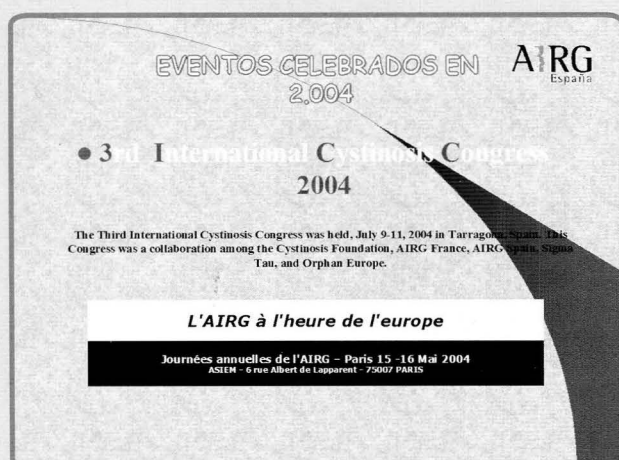 EVENTOS CELEBRADOS EN
2.004
AIRG
España
● 3rd International Cystinosis Congress
2004
The Third International Cystinosis Congress was held, July 9-11, 2004 in Tarragona, Spain. This
Congress was a collaboration among the Cystinosis Foundation, AIRG France, AIRG Spain, Sigma
Tau, and Orphan Europe.
L'AIRG à l'heure de l'europe
Journées annuelles de l'AIRG – Paris 15 -16 Mai 2004
ASIEM – 6 rue Albert de Lapparent - 75007 PARIS